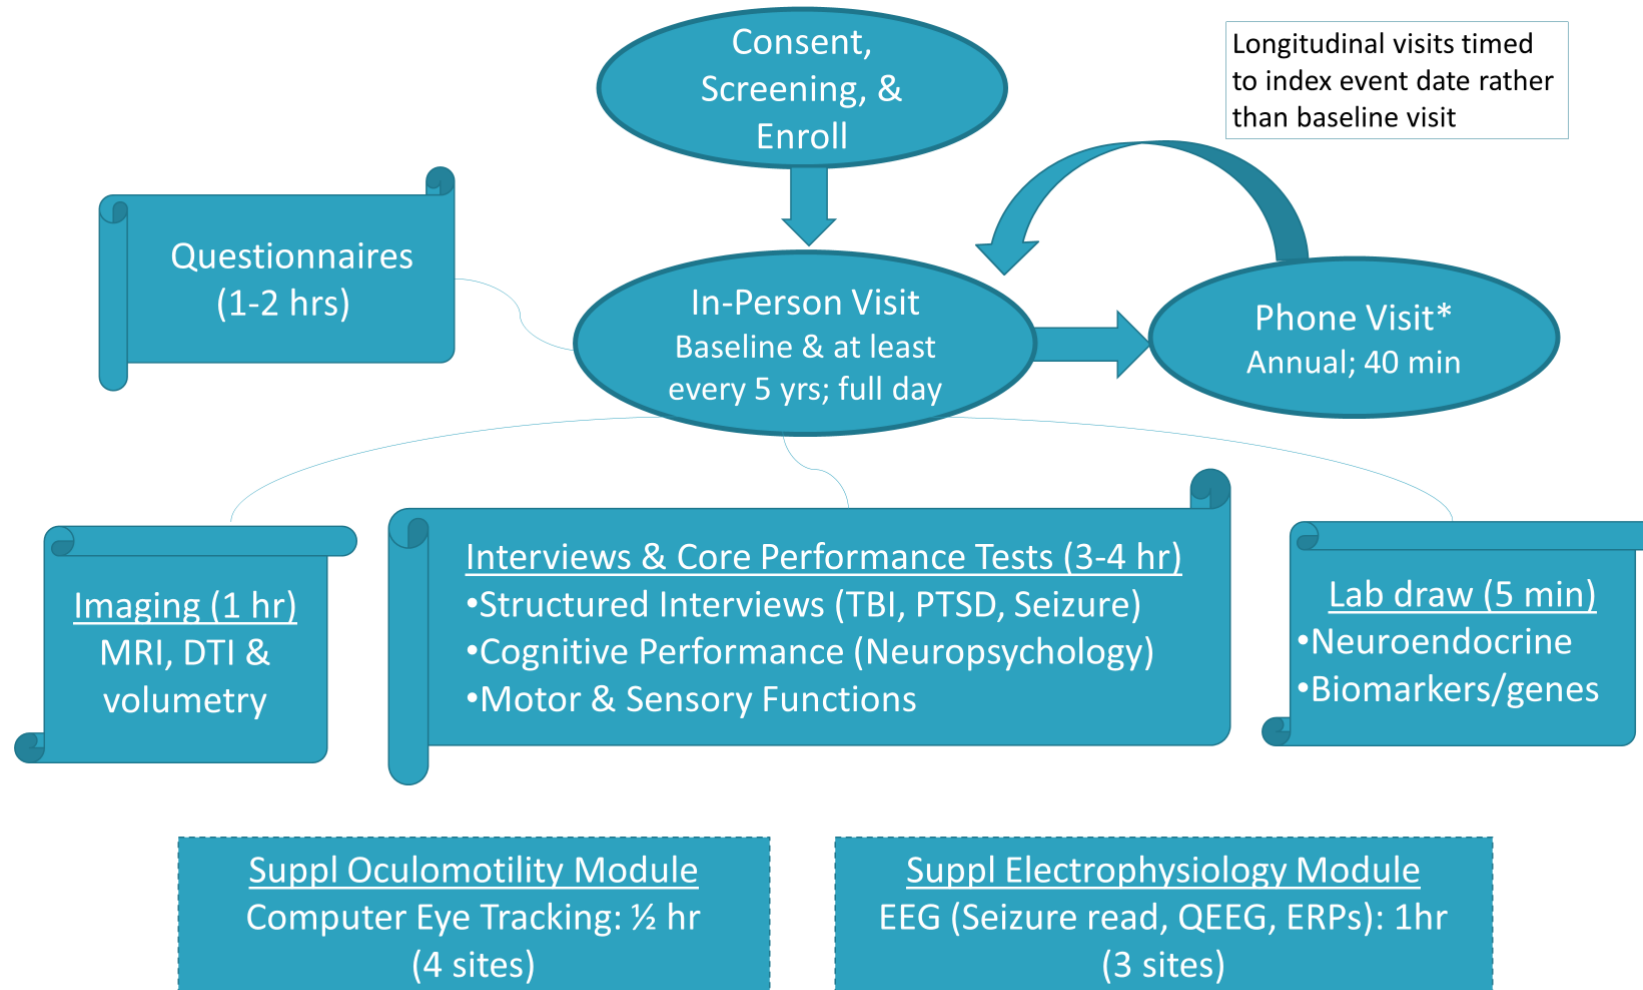 Consent,
Screening, &
Enroll
Longitudinal visits timed
to index event date rather
than baseline visit
Questionnaires
(1-2 hrs)
In-Person Visit
Baseline & at least
every 5 yrs; full day
Phone Visit*
Annual; 40 min
Imaging (1 hr)
MRI, DTI &
volumetry
Interviews & Core Performance Tests (3-4 hr)
•Structured Interviews (TBI, PTSD, Seizure)
•Cognitive Performance (Neuropsychology)
•Motor & Sensory Functions
Lab draw (5 min)
•Neuroendocrine
•Biomarkers/genes
Suppl Oculomotility Module
Computer Eye Tracking: ½ hr
(4 sites)
Suppl Electrophysiology Module
EEG (Seizure read, QEEG, ERPs): 1hr
(3 sites)